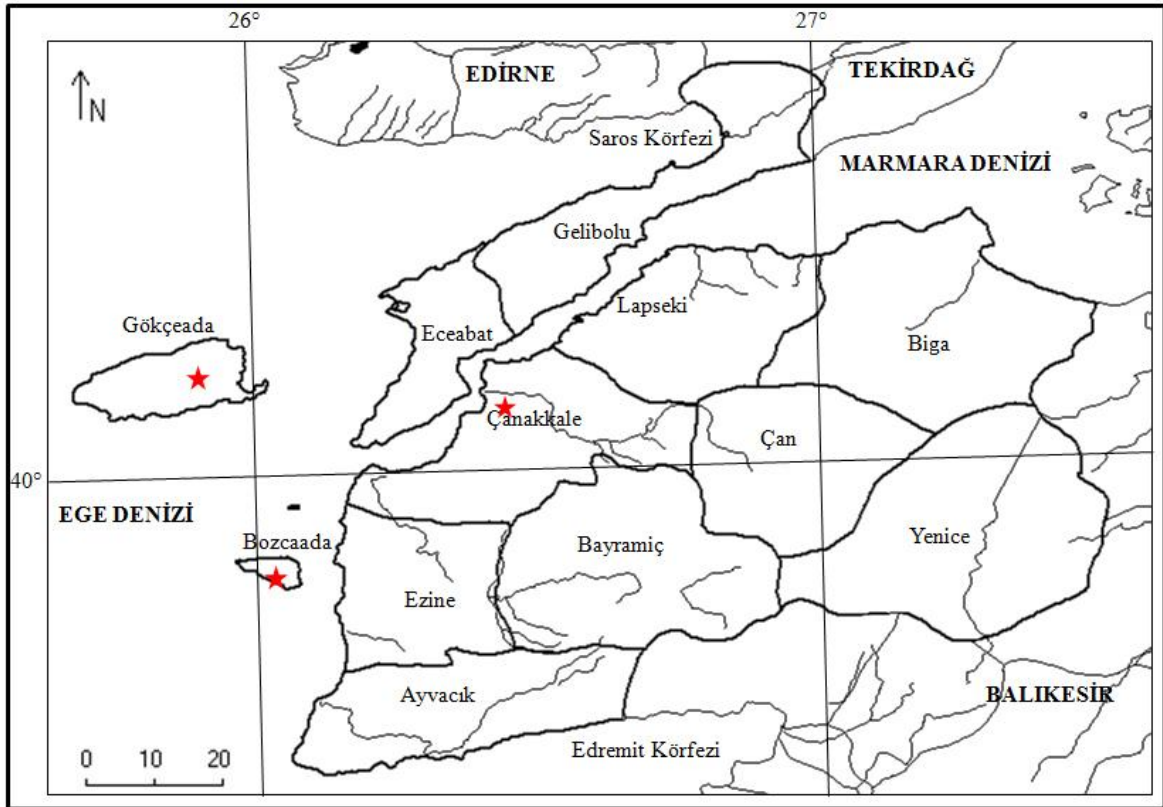 26°
27°
EDİRNE
TEKİRDAĞ
N
Saros Körfezi
MARMARA DENİZİ
Gelibolu
Lapseki
Gökçeada
Eceabat
Biga
Çanakkale
Çan
40°
EGE DENİZİ
Bozcaada
Bayramiç
Yenice
Ezine
Ayvacık
BALIKESİR
Edremit Körfezi
0 10 20